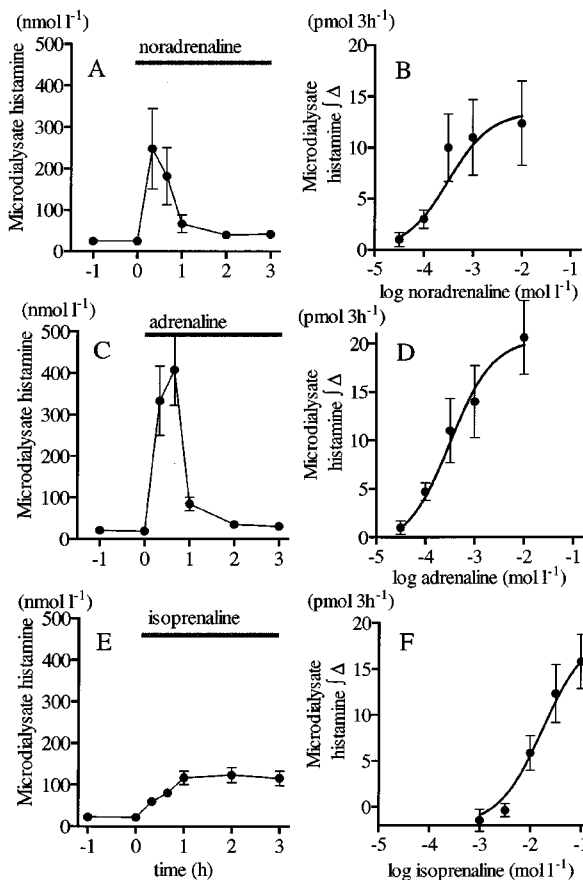 (nmol l⁻¹)
noradrenaline
A
Microdialysate histamine
500
400
300
200
100
0
-1 0 1 2 3
(pmol 3h⁻¹)
B
Microdialysate
histamine ∫ Δ
20
15
10
5
0
-5 -4 -3 -2 -1
log noradrenaline (mol l⁻¹)
(nmol l⁻¹)
adrenaline
C
Microdialysate histamine
500
400
300
200
100
0
-1 0 1 2 3
(pmol 3h⁻¹)
D
Microdialysate
histamine ∫ Δ
20
15
10
5
0
-5 -4 -3 -2 -1
log adrenaline (mol l⁻¹)
(nmol l⁻¹)
isoprenaline
E
Microdialysate histamine
500
400
300
200
100
0
-1 0 1 2 3
time (h)
(pmol 3h⁻¹)
F
Microdialysate
histamine ∫ Δ
20
15
10
5
0
-5 -4 -3 -2 -1
log isoprenaline (mol l⁻¹)